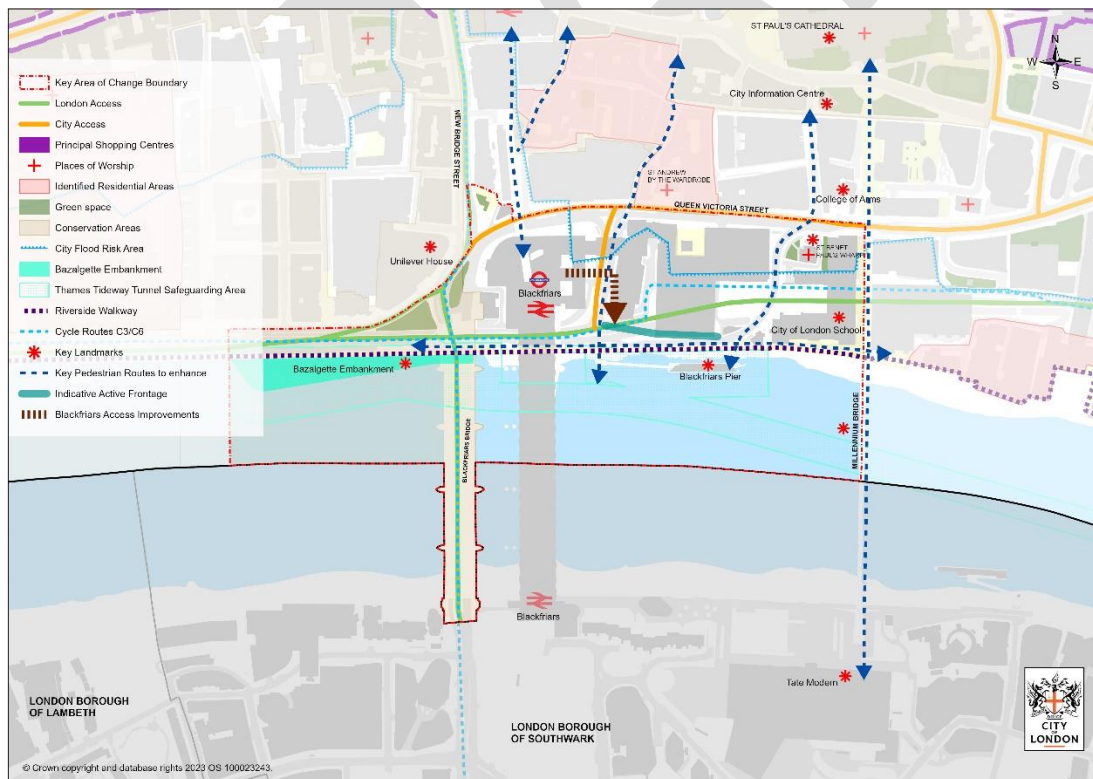 ST PAUL'S CATHEDRAL
N
W
E
S
Key Area of Change Boundary
London Access
City Access
Principal Shopping Centres
Places of Worship
Identified Residential Areas
Green space
Conservation Areas
City Flood Risk Area
Bazalgette Embankment
Thames Tideway Tunnel Safeguarding Area
Riverside Walkway
Cycle Routes C3/C6
Key Landmarks
Key Pedestrian Routes to enhance
Indicative Active Frontage
Blackfriars Access Improvements
City Information Centre
NEW BRIDGE STREET
ST ANDREW
BY THE WARDROBE
College of Arms
QUEEN VICTORIA STREET
Unilever House
ST BENET
PAUL'S WHARF
Blackfriars
City of London School
Bazalgette Embankment
Blackfriars Pier
BLACKFRIARS BRIDGE
MILLENNIUM BRIDGE
Blackfriars
Tate Modern
LONDON BOROUGH
OF LAMBETH
LONDON BOROUGH
OF SOUTHWARK
CITY
OF
LONDON
© Crown copyright and database rights 2023 OS 100023243.